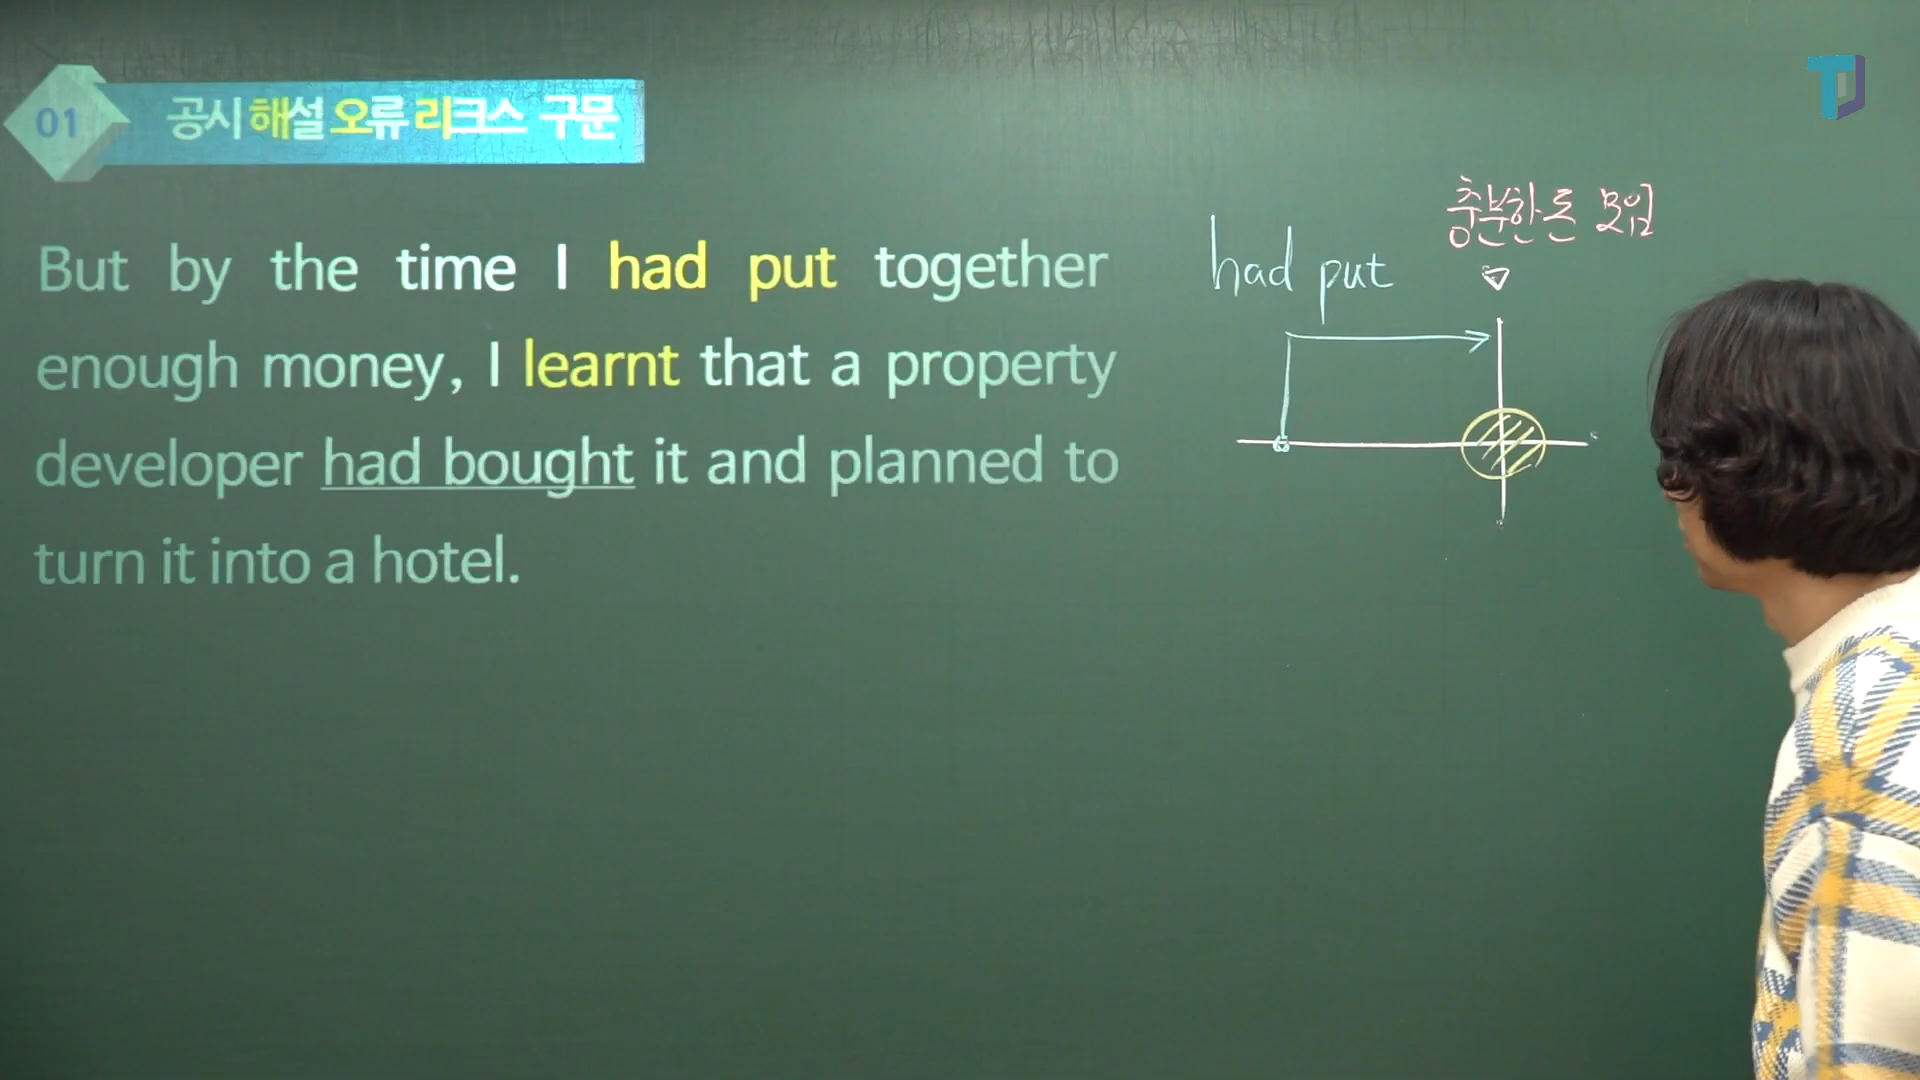 01 공시 해설 오류 리크스 구문
But by the time I had put together
enough money, I learnt that a property
developer had bought it and planned to
turn it into a hotel.
충분한 돈 모임
had put